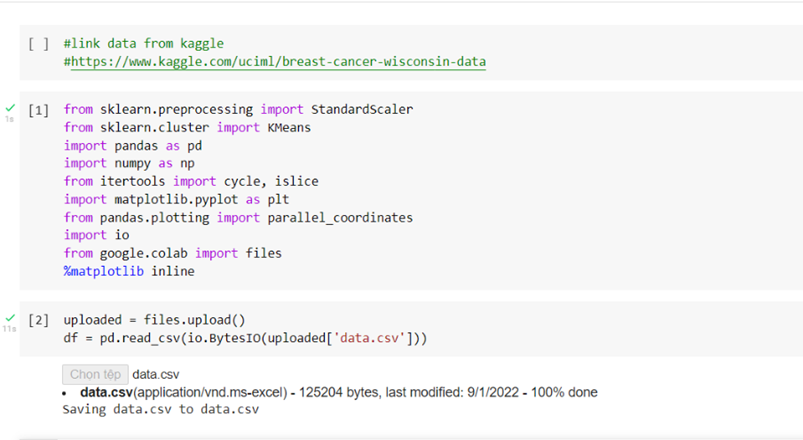 [ ] #link data from kaggle
#https://www.kaggle.com/uciml/breast-cancer-wisconsin-data
1s [1] from sklearn.preprocessing import StandardScaler
from sklearn.cluster import KMeans
import pandas as pd
import numpy as np
from itertools import cycle, islice
import matplotlib.pyplot as plt
from pandas.plotting import parallel_coordinates
import io
from google.colab import files
%matplotlib inline
11s [2] uploaded = files.upload()
df = pd.read_csv(io.BytesIO(uploaded['data.csv']))
Chọn tệp data.csv
• data.csv(application/vnd.ms-excel) - 125204 bytes, last modified: 9/1/2022 - 100% done
Saving data.csv to data.csv